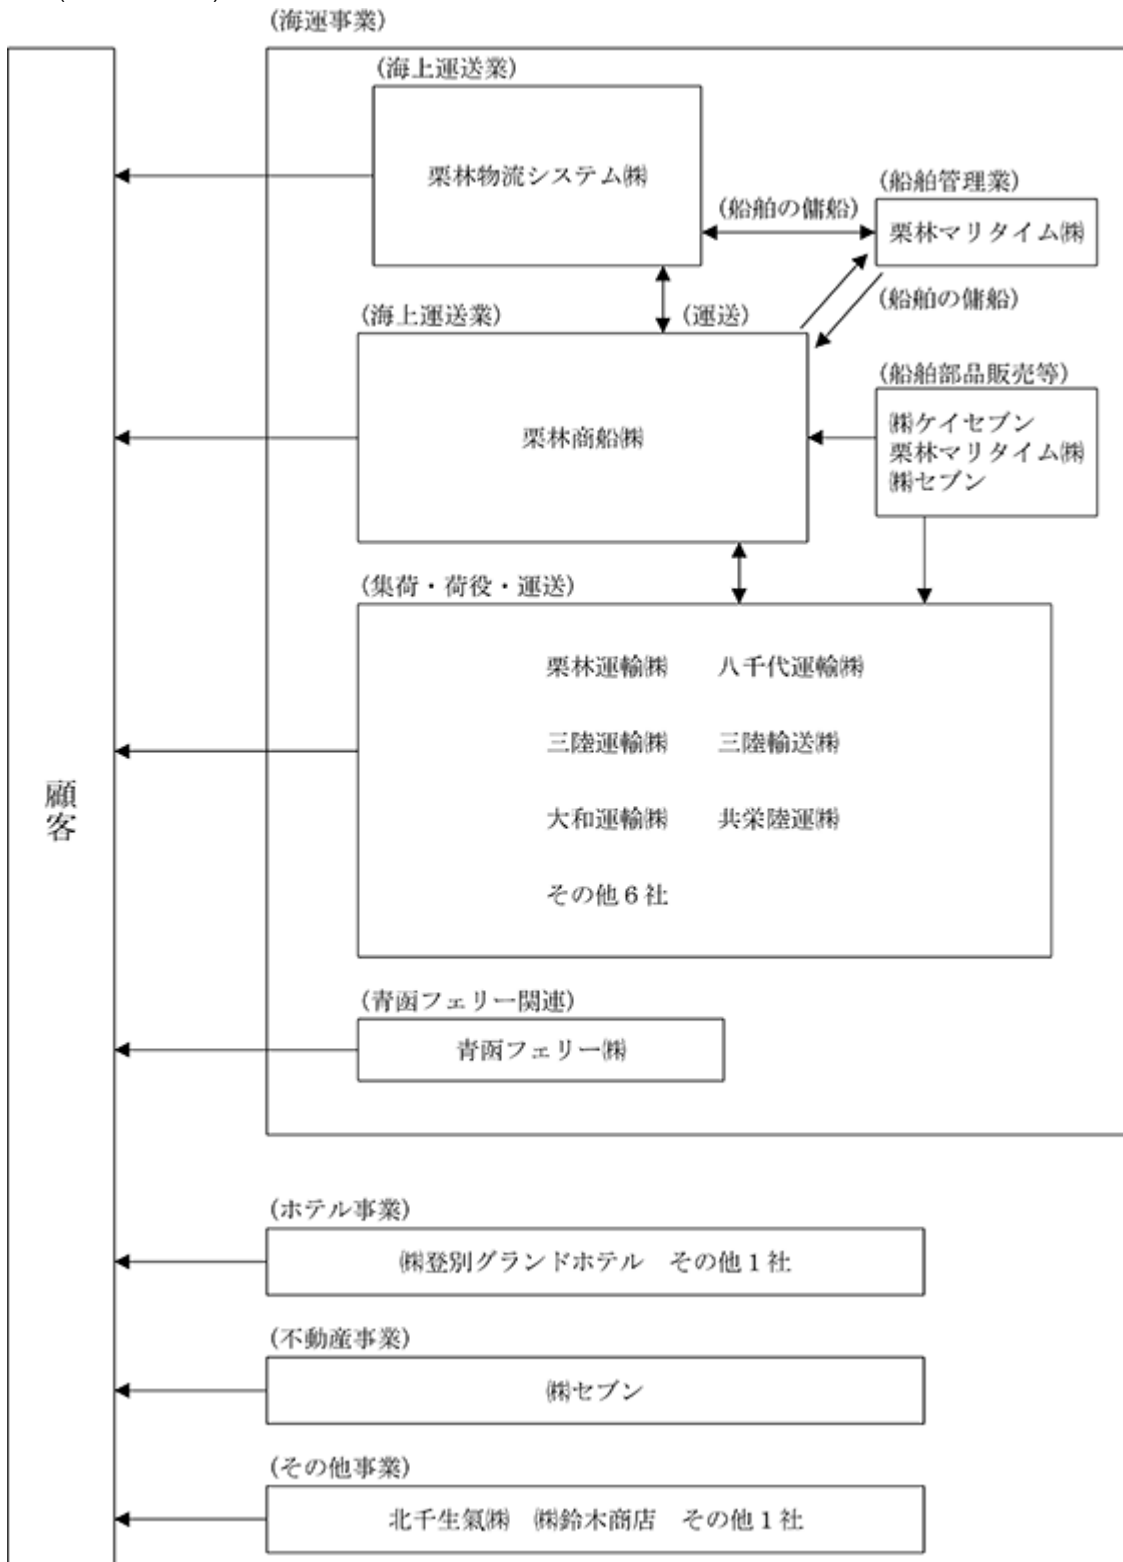 (海運事業)
(海上運送業)
栗林物流システム㈱
(船舶管理業)
(船舶の傭船)
栗林マリタイム㈱
(船舶の傭船)
(海上運送業)
(運送)
(船舶部品販売等)
栗林商船㈱
㈱ケイセブン
栗林マリタイム㈱
㈱セブン
(集荷・荷役・運送)
栗林運輸㈱ 八千代運輸㈱
三陸運輸㈱ 三陸輸送㈱
大和運輸㈱ 共栄陸運㈱
その他6社
顧客
(青函フェリー関連)
青函フェリー㈱
(ホテル事業)
㈱登別グランドホテル その他1社
(不動産事業)
㈱セブン
(その他事業)
北千生氣㈱ ㈱鈴木商店 その他1社